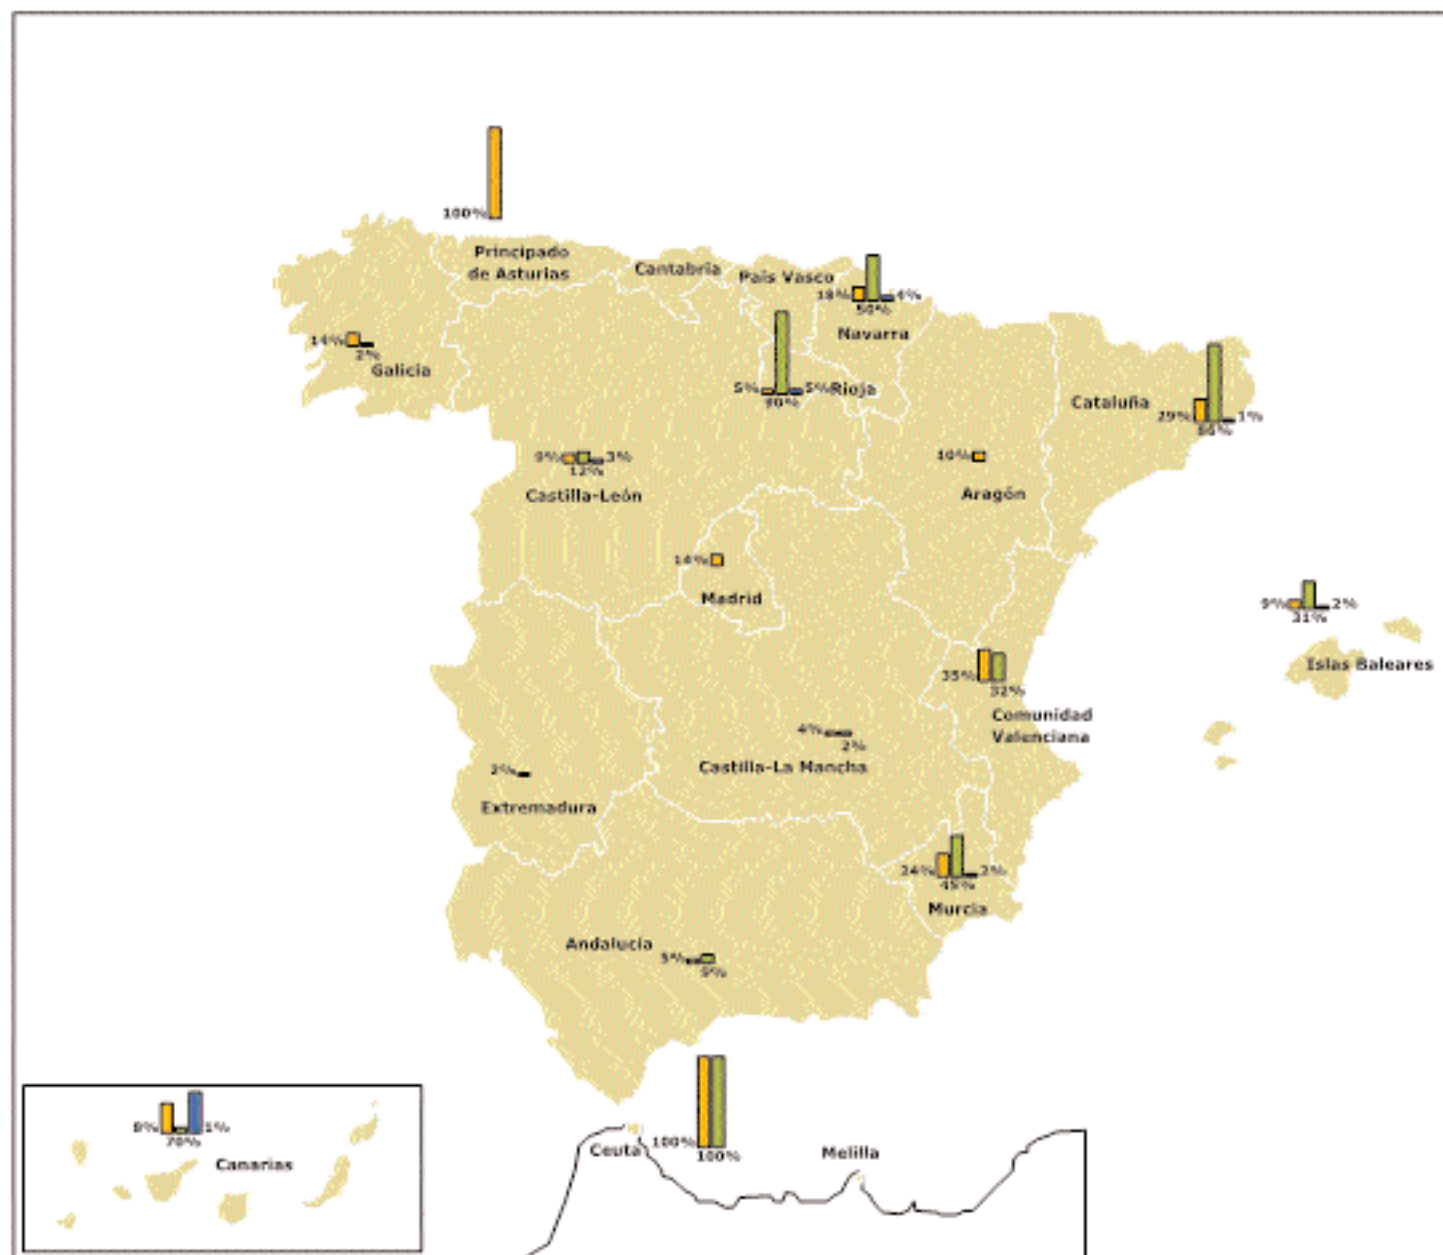 100%
Principado
de Asturias
Cantabria
País Vasco
18%
4%
50%
Navarra
14%
2%
Galicia
5%
5%
Rioja
90%
Cataluña
29%
1%
9%
3%
12%
Castilla-León
10%
Aragón
14%
Madrid
9%
2%
31%
Islas Baleares
35%
32%
Comunidad
Valenciana
4%
2%
Castilla-La Mancha
2%
Extremadura
24%
2%
45%
Murcia
Andalucía
5%
9%
8%
1%
70%
Canarias
100%
100%
Ceuta
Melilla